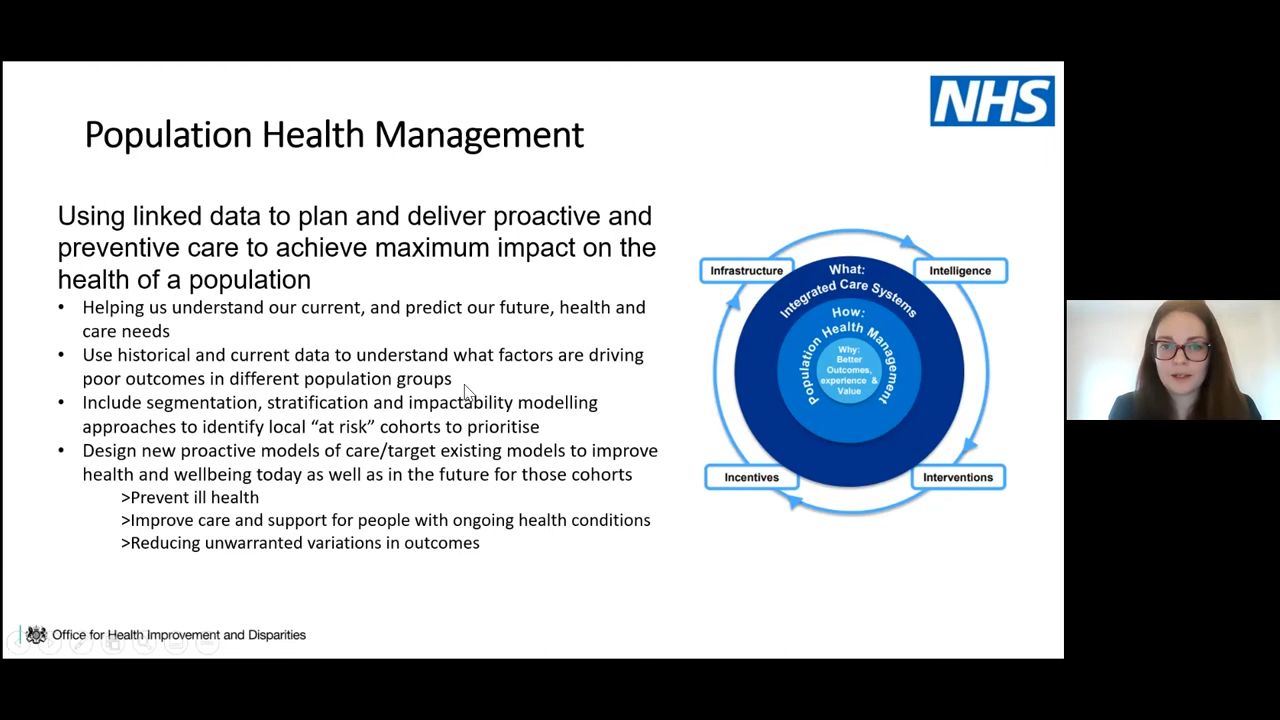 NHS
Population Health Management
Using linked data to plan and deliver proactive and
preventive care to achieve maximum impact on the
health of a population
• Helping us understand our current, and predict our future, health and
care needs
• Use historical and current data to understand what factors are driving
poor outcomes in different population groups
• Include segmentation, stratification and impactability modelling
approaches to identify local “at risk” cohorts to prioritise
• Design new proactive models of care/target existing models to improve
health and wellbeing today as well as in the future for those cohorts
>Prevent ill health
>Improve care and support for people with ongoing health conditions
>Reducing unwarranted variations in outcomes
Infrastructure
Intelligence
What:
Integrated Care Systems
How:
Population Health Management
Why:
Better
Outcomes,
experience &
Value
Incentives
Interventions
Office for Health Improvement and Disparities